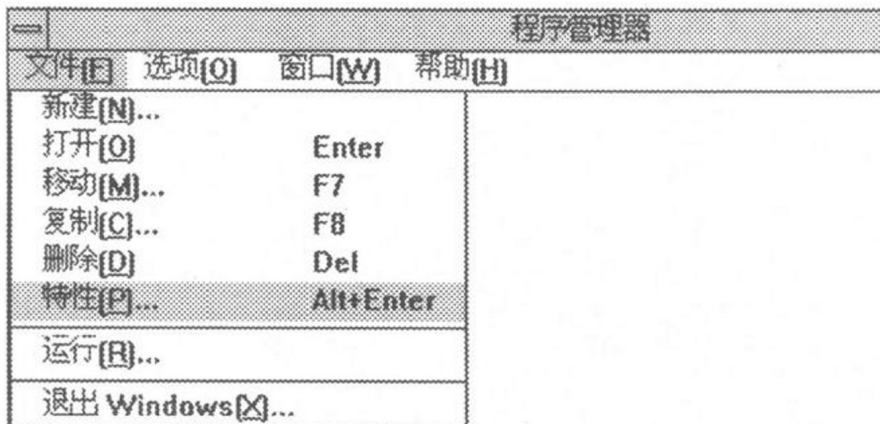 程序管理器
文件(F) 选项(O) 窗口(W) 帮助(H)
新建(N)...
打开(O) Enter
移动(M)... F7
复制(C)... F8
删除(D) Del
特性(P)... Alt+Enter
运行(R)...
退出 Windows(X)...